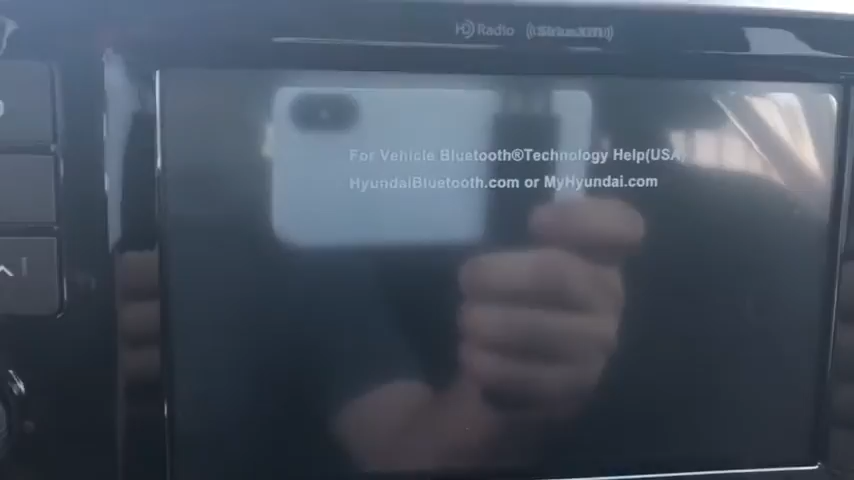 HD Radio SiriusXM
For Vehicle Bluetooth®Technology Help(USA)
HyundaiBluetooth.com or MyHyundai.com